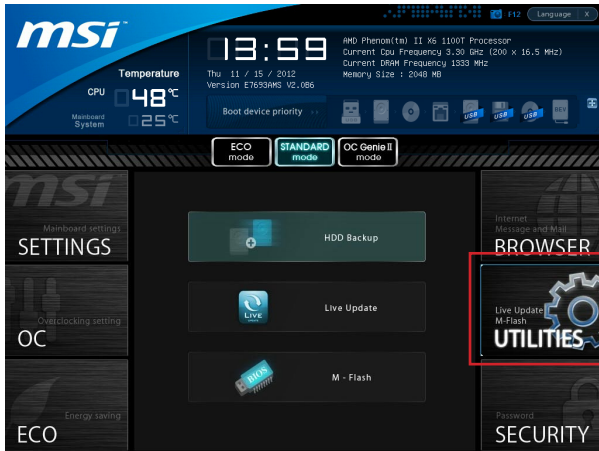 msi
F12 Language X
13:59
AMD Phenom(tm) II X6 1100T Processor
Current Cpu Frequency 3.30 GHz (200 x 16.5 MHz)
Current DRAM Frequency 1333 MHz
Memory Size : 2048 MB
Temperature
Thu 11 / 15 / 2012
Version E7693AMS V2.0B6
CPU 48°C
Mainboard
System 25°C
Boot device priority
USB USB USB DEV
ECO
mode
STANDARD
mode
OC Genie II
mode
msi
Mainboard settings
SETTINGS
Overclocking setting
OC
Energy saving
ECO
HDD Backup
LIVE
Live Update
BIOS
M - Flash
Internet
Message and Mail
BROWSER
Live Update
M-Flash
UTILITIES
Password
SECURITY